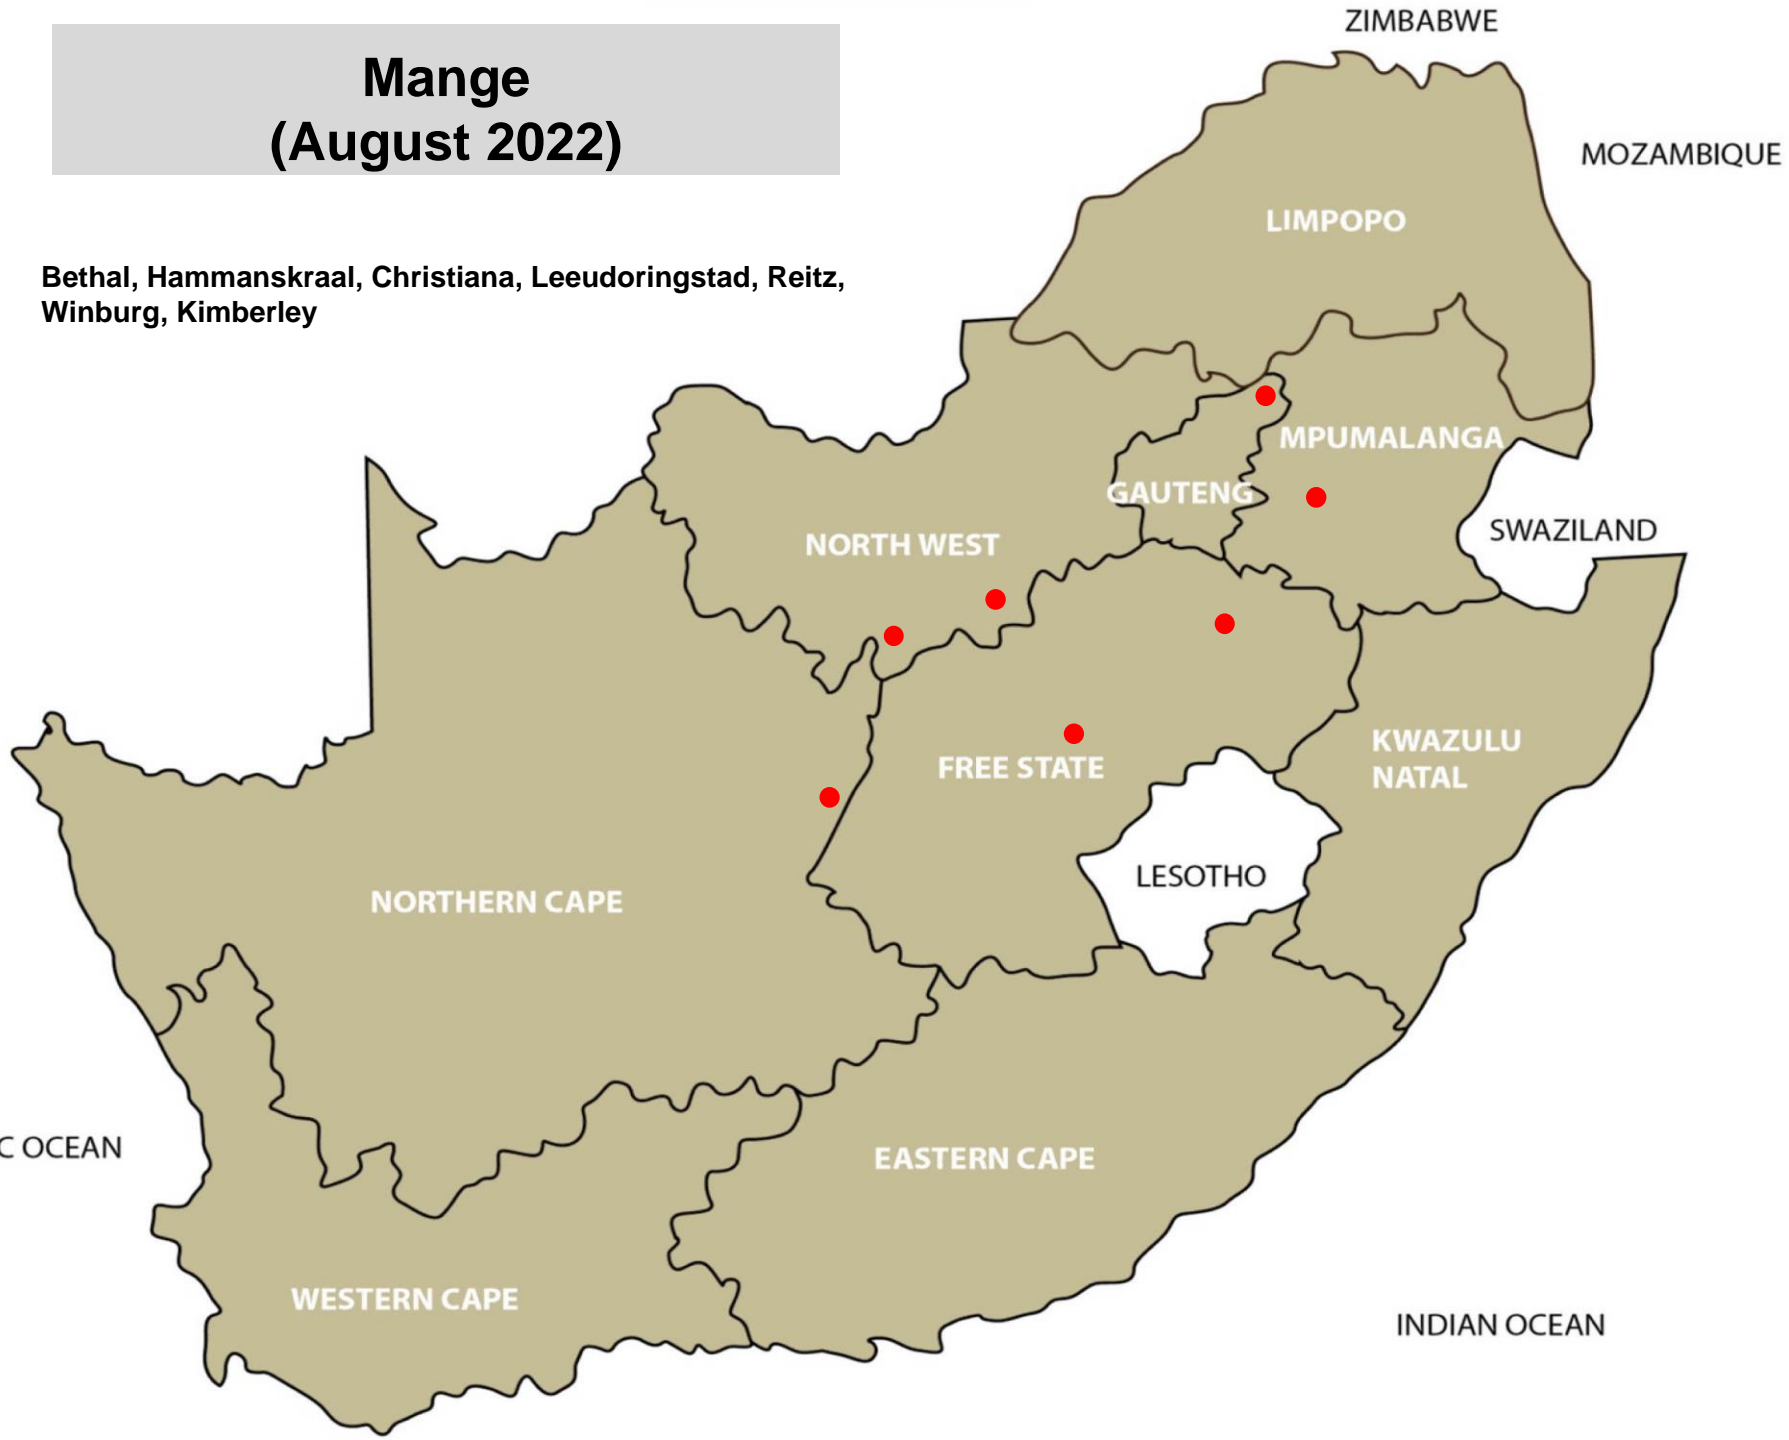 Mange
(August 2022)
Bethal, Hammanskraal, Christiana, Leeudoringstad, Reitz,
Winburg, Kimberley
ZIMBABWE
MOZAMBIQUE
LIMPOPO
MPUMALANGA
GAUTENG
SWAZILAND
NORTH WEST
KWAZULU
NATAL
FREE STATE
LESOTHO
NORTHERN CAPE
C OCEAN
EASTERN CAPE
WESTERN CAPE
INDIAN OCEAN